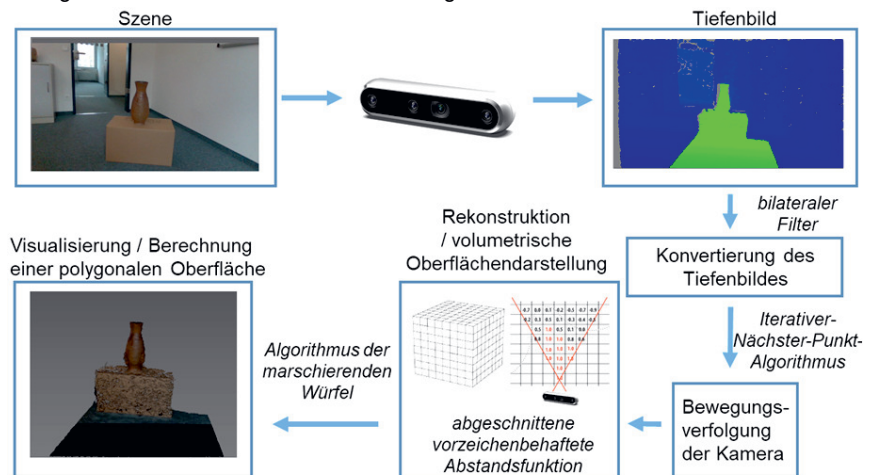 Szene
Tiefenbild
bilateraler
Filter
Konvertierung des
Tiefenbildes
Iterativer-
Nächster-Punkt-
Algorithmus
Bewegungs-
verfolgung
der Kamera
Rekonstruktion
/ volumetrische
Oberflächendarstellung
abgeschnittene
vorzeichenbehaftete
Abstandsfunktion
Algorithmus der
marschierenden
Würfel
Visualisierung / Berechnung
einer polygonalen Oberfläche